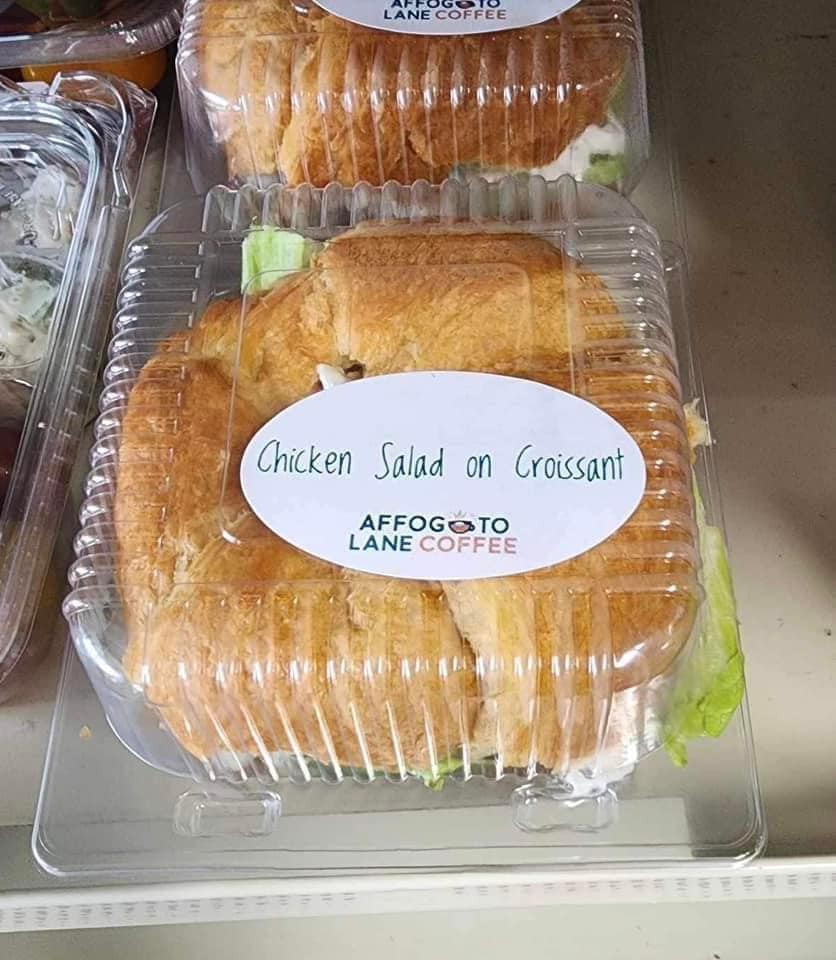 AFFOGATO
LANE COFFEE
Chicken Salad on Croissant
AFFOGATO
LANE COFFEE